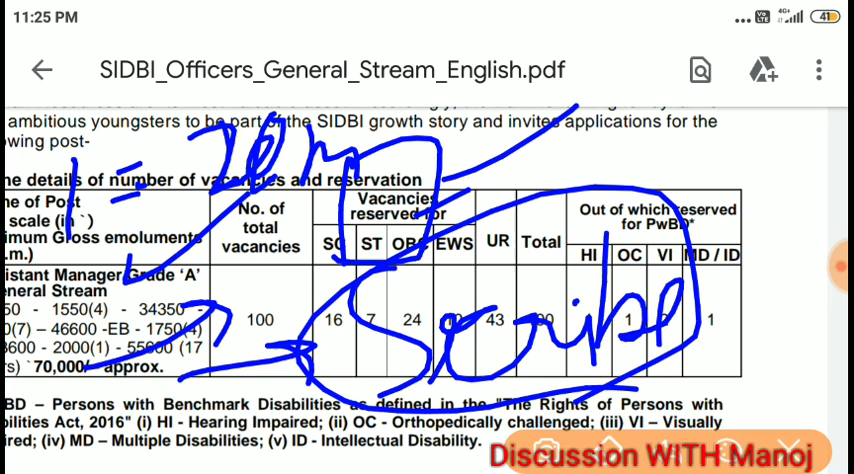 11:25 PM ... Vo LTE 4G+ 41
SIDBI_Officers_General_Stream_English.pdf
ambitious youngsters to be part of the SIDBI growth story and invites applications for the
owing post-
he details of number of vacancies and reservation
me of Post
scale (in `)
imum Gross emoluments
.m.)
No. of total vacancies
Vacancies reserved for
SC ST OBC EWS UR Total
Out of which reserved for PwBD*
HI OC VI MD / ID
istant Manager Grade ‘A’
eneral Stream
50 - 1550(4) - 34350 -
0(7) – 46600 -EB - 1750(4)
3600 - 2000(1) - 55600 (17
rs) `70,000/- approx.
100 16 7 24 43 1 1
BD – Persons with Benchmark Disabilities as defined in the "The Rights of Persons with
bilities Act, 2016" (i) HI - Hearing Impaired; (ii) OC - Orthopedically challenged; (iii) VI – Visually
ired; (iv) MD – Multiple Disabilities; (v) ID - Intellectual Disability.
Discussion WiTH Manoj